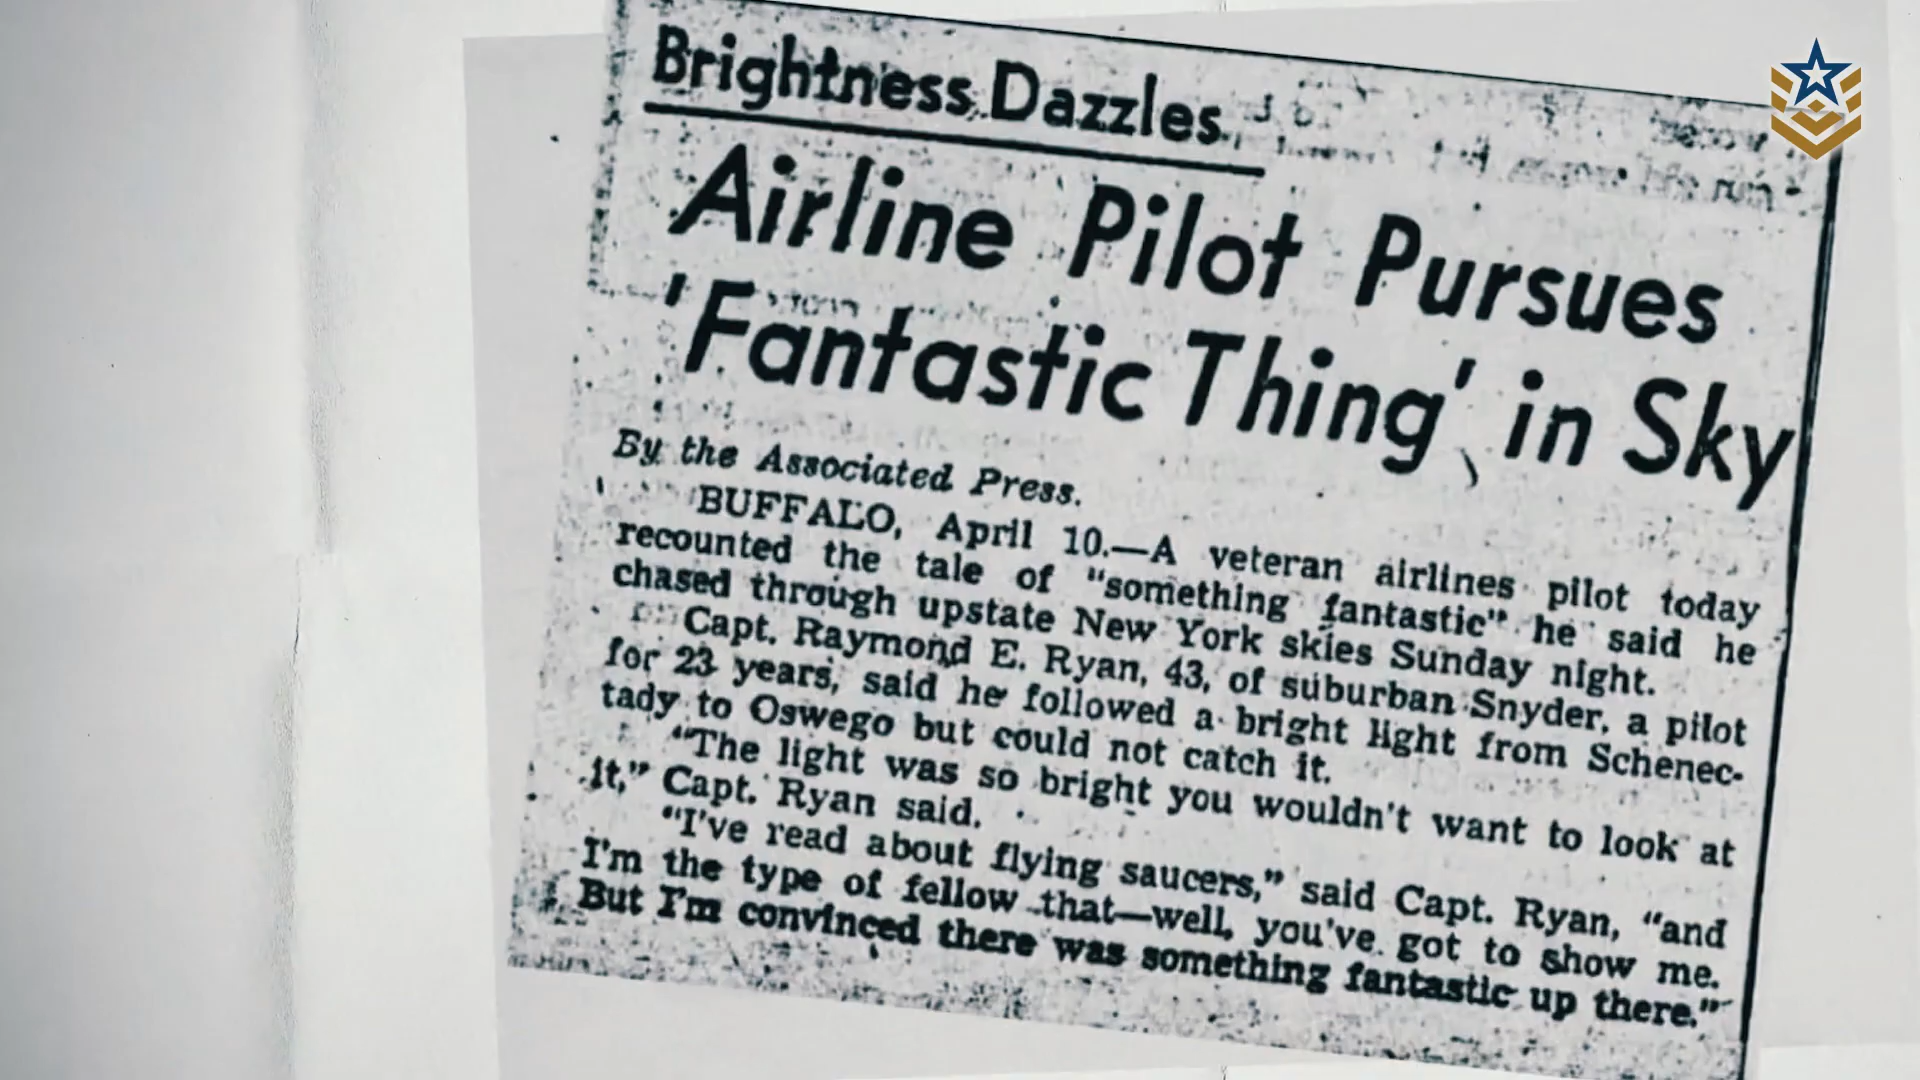 Brightness Dazzles
Airline Pilot Pursues
'Fantastic Thing' in Sky
By the Associated Press.
BUFFALO, April 10.—A veteran airlines pilot today
recounted the tale of "something fantastic" he said he
chased through upstate New York skies Sunday night.
Capt. Raymond E. Ryan, 43, of suburban Snyder, a pilot
for 23 years, said he followed a bright light from Schenec-
tady to Oswego but could not catch it.
"The light was so bright you wouldn't want to look at
it," Capt. Ryan said.
"I've read about flying saucers," said Capt. Ryan, "and
I'm the type of fellow that—well, you've got to show me.
But I'm convinced there was something fantastic up there."